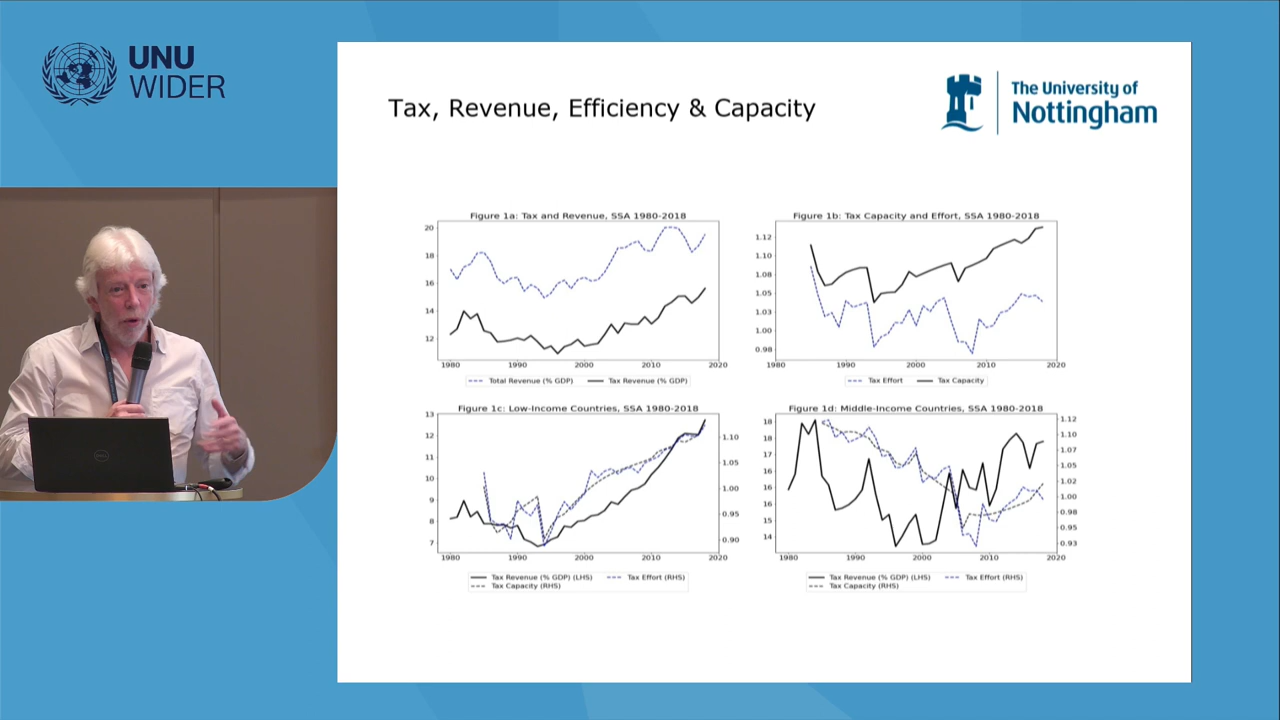 UNU
WIDER
Tax, Revenue, Efficiency & Capacity
The University of
Nottingham
Figure 1a: Tax and Revenue, SSA 1980-2018
20
18
16
14
12
1980 1990 2000 2010 2020
Total Revenue (% GDP) Tax Revenue (% GDP)
Figure 1b: Tax Capacity and Effort, SSA 1980-2018
1.12
1.10
1.08
1.05
1.03
1.00
0.98
1980 1990 2000 2010 2020
Tax Effort Tax Capacity
Figure 1c: Low-Income Countries, SSA 1980-2018
13
12
11
10
9
8
7
1.10
1.05
1.00
0.95
0.90
1980 1990 2000 2010 2020
Tax Revenue (% GDP) (LHS) Tax Effort (RHS)
Tax Capacity (RHS)
Figure 1d: Middle-Income Countries, SSA 1980-2018
18
18
17
16
16
15
15
14
1.12
1.10
1.07
1.05
1.02
1.00
0.98
0.95
0.93
1980 1990 2000 2010 2020
Tax Revenue (% GDP) (LHS) Tax Effort (RHS)
Tax Capacity (RHS)
DELL